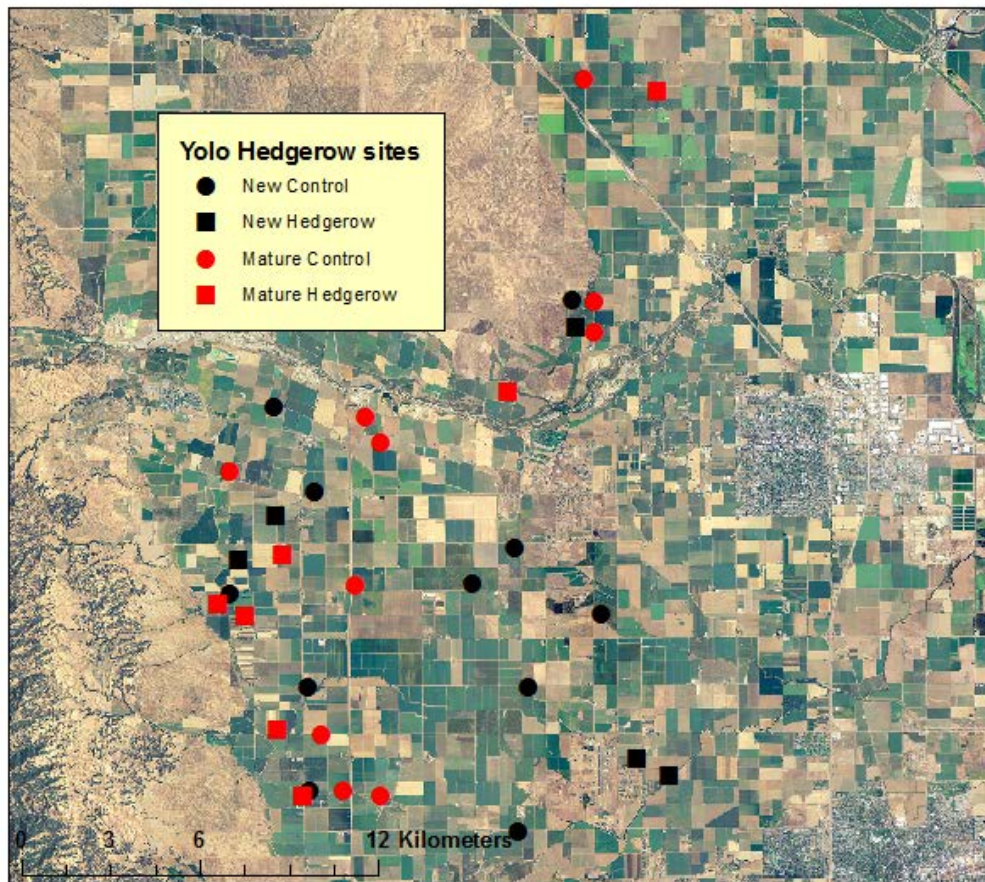 Yolo Hedgerow sites
New Control
New Hedgerow
Mature Control
Mature Hedgerow
0 3 6 12 Kilometers